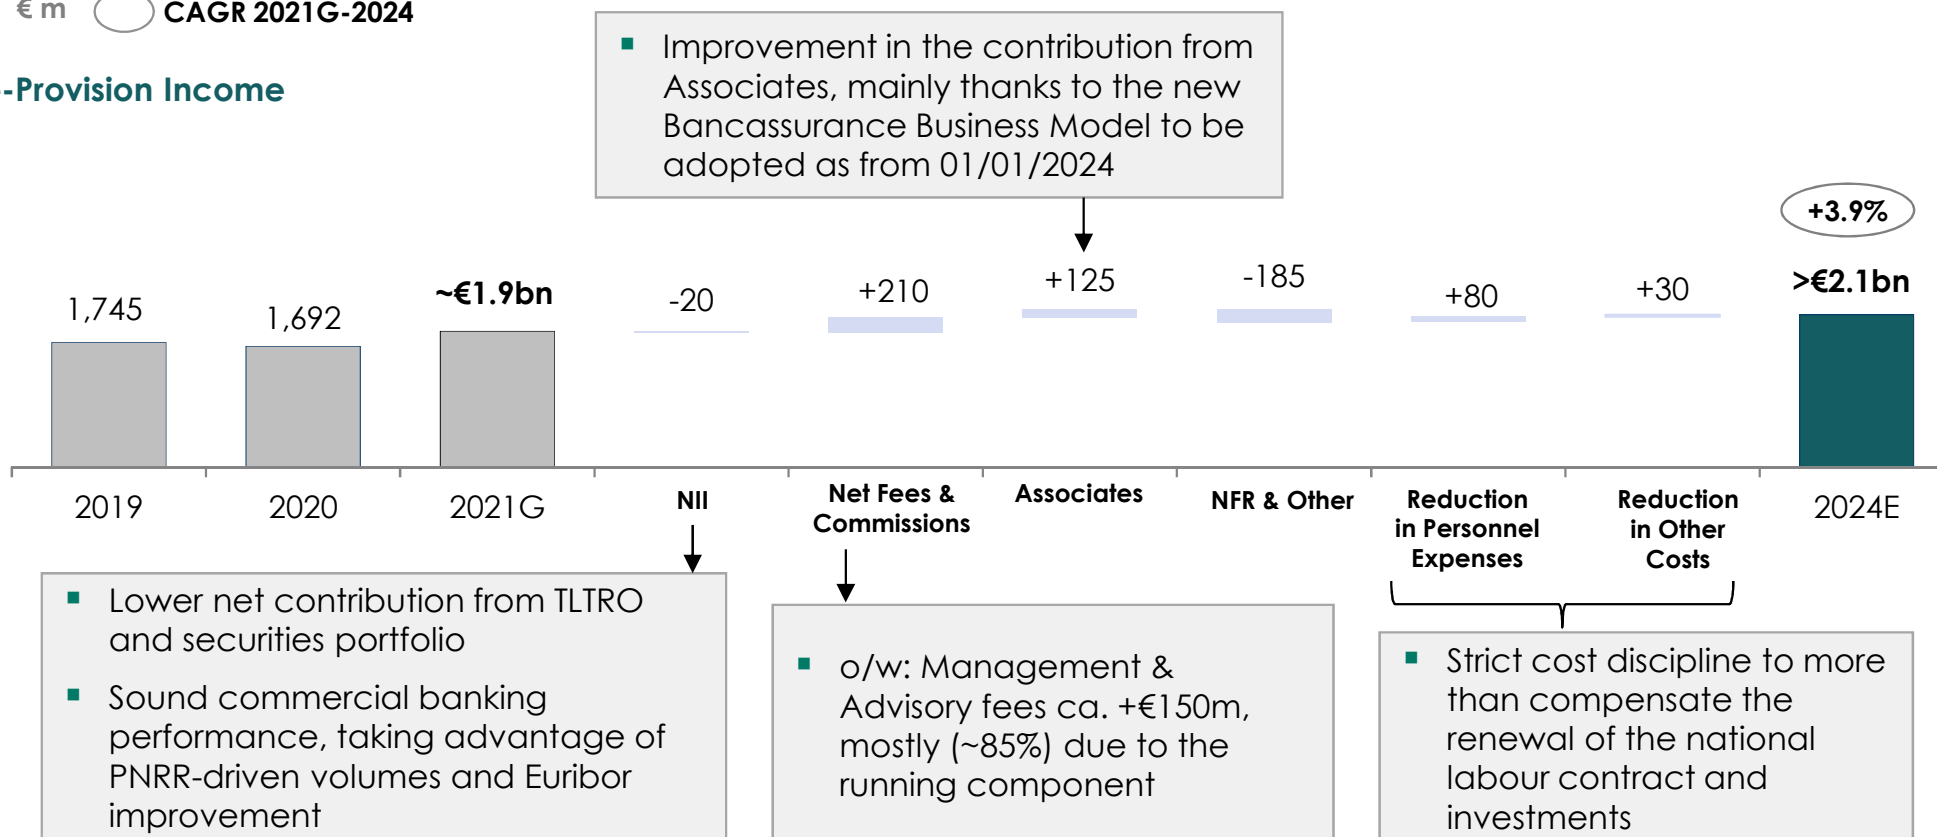 € m CAGR 2021G-2024
-Provision Income
▪ Improvement in the contribution from
Associates, mainly thanks to the new
Bancassurance Business Model to be
adopted as from 01/01/2024
+3.9%
1,745
1,692
~€1.9bn
-20
+210
+125
-185
+80
+30
>€2.1bn
2019
2020
2021G
NII
Net Fees &
Commissions
Associates
NFR & Other
Reduction
in Personnel
Expenses
Reduction
in Other
Costs
2024E
▪ Lower net contribution from TLTRO
and securities portfolio
▪ Sound commercial banking
performance, taking advantage of
PNRR-driven volumes and Euribor
improvement
▪ o/w: Management &
Advisory fees ca. +€150m,
mostly (~85%) due to the
running component
▪ Strict cost discipline to more
than compensate the
renewal of the national
labour contract and
investments